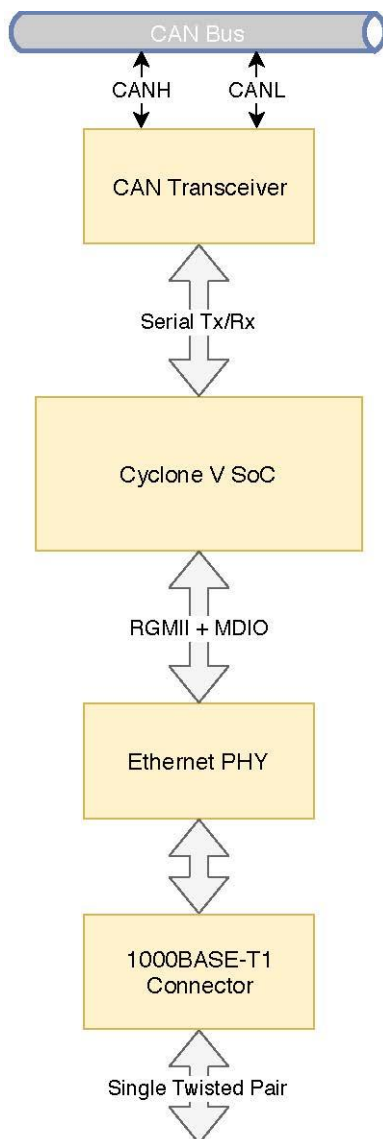 CAN Bus
CANH CANL
CAN Transceiver
Serial Tx/Rx
Cyclone V SoC
RGMII + MDIO
Ethernet PHY
1000BASE-T1
Connector
Single Twisted Pair